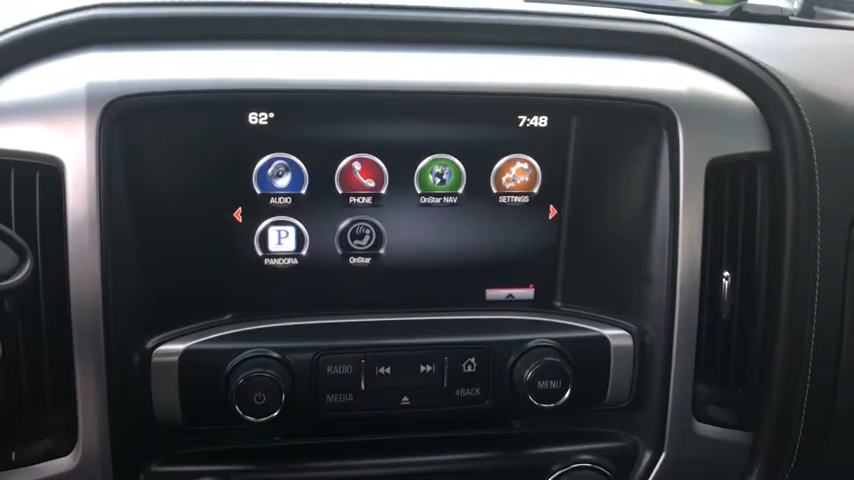 62° 7:48
AUDIO PHONE OnStar NAV SETTINGS
P
PANDORA OnStar
RADIO
MEDIA
BACK
MENU